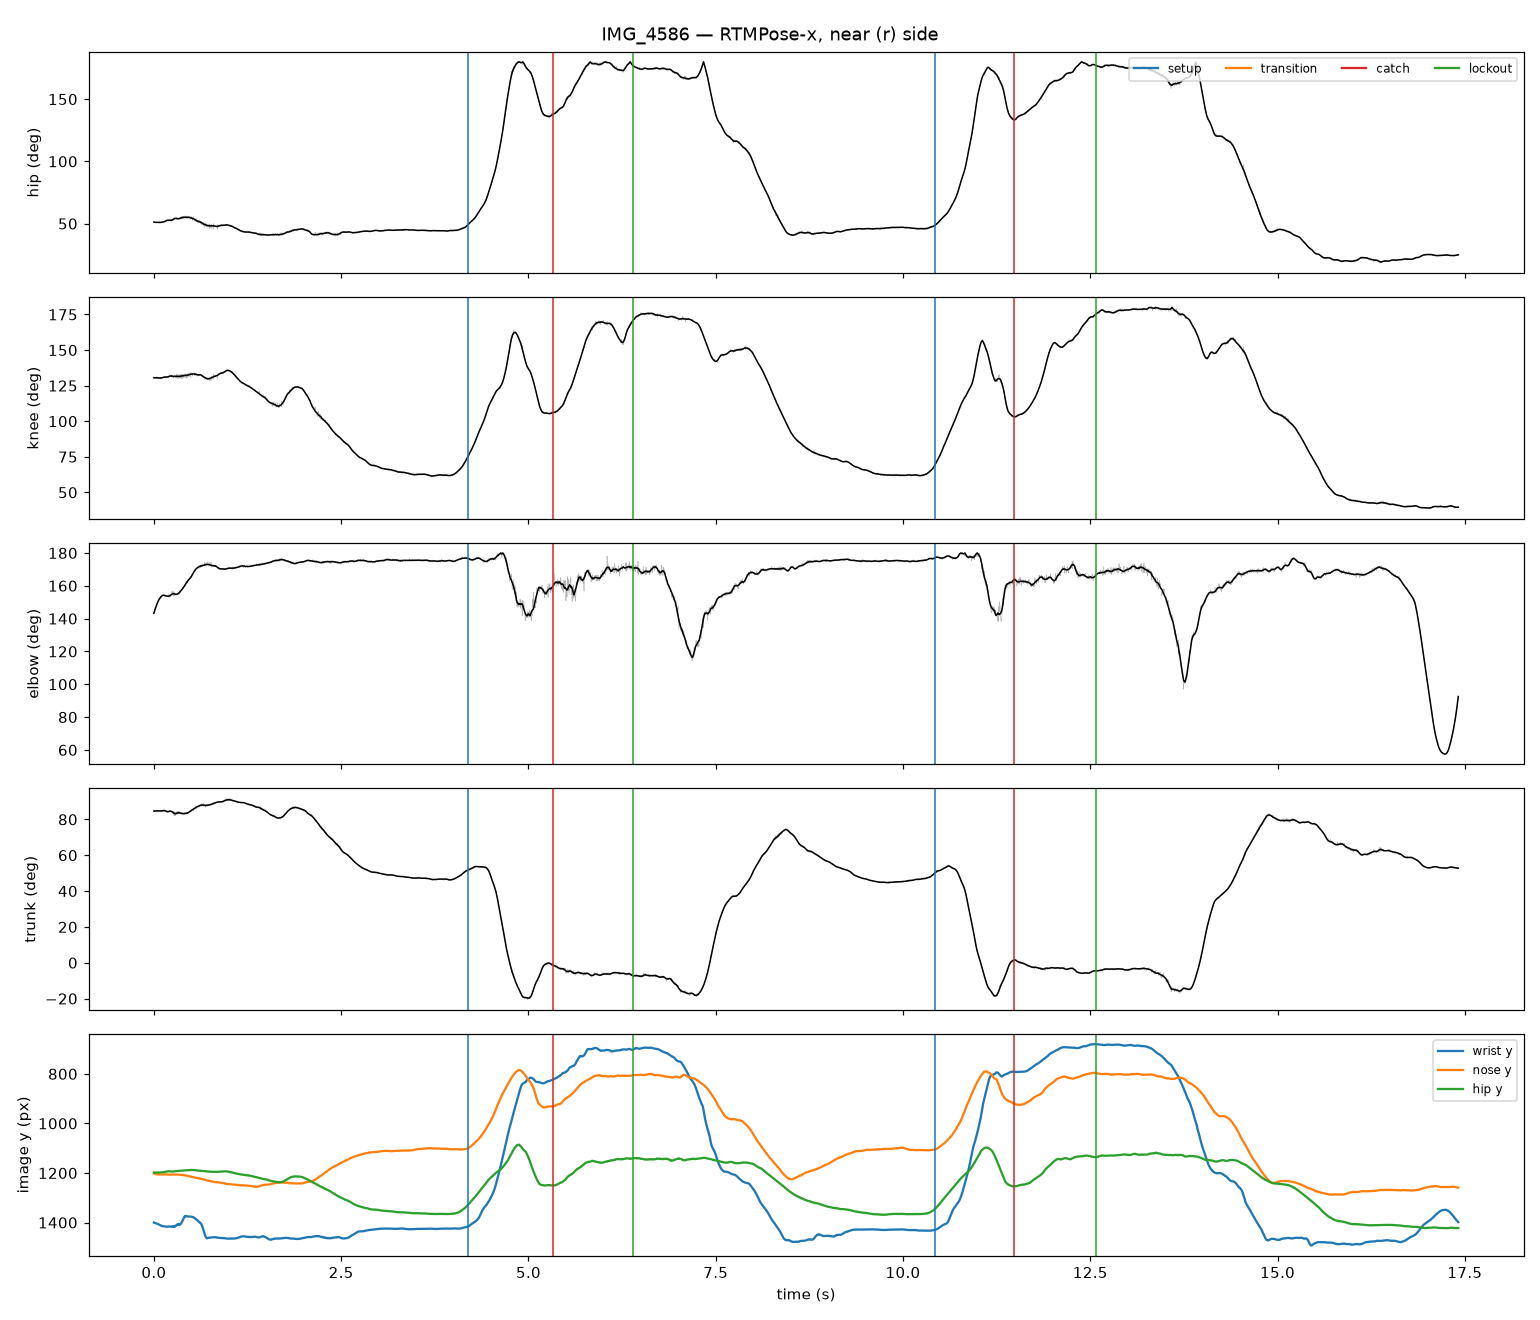 IMG_4586 — RTMPose-x, near (r) side
setup transition catch lockout
hip (deg)
150
100
50
knee (deg)
175
150
125
100
75
50
elbow (deg)
180
160
140
120
100
80
60
trunk (deg)
80
60
40
20
0
−20
wrist y
nose y
hip y
image y (px)
800
1000
1200
1400
0.0 2.5 5.0 7.5 10.0 12.5 15.0 17.5
time (s)